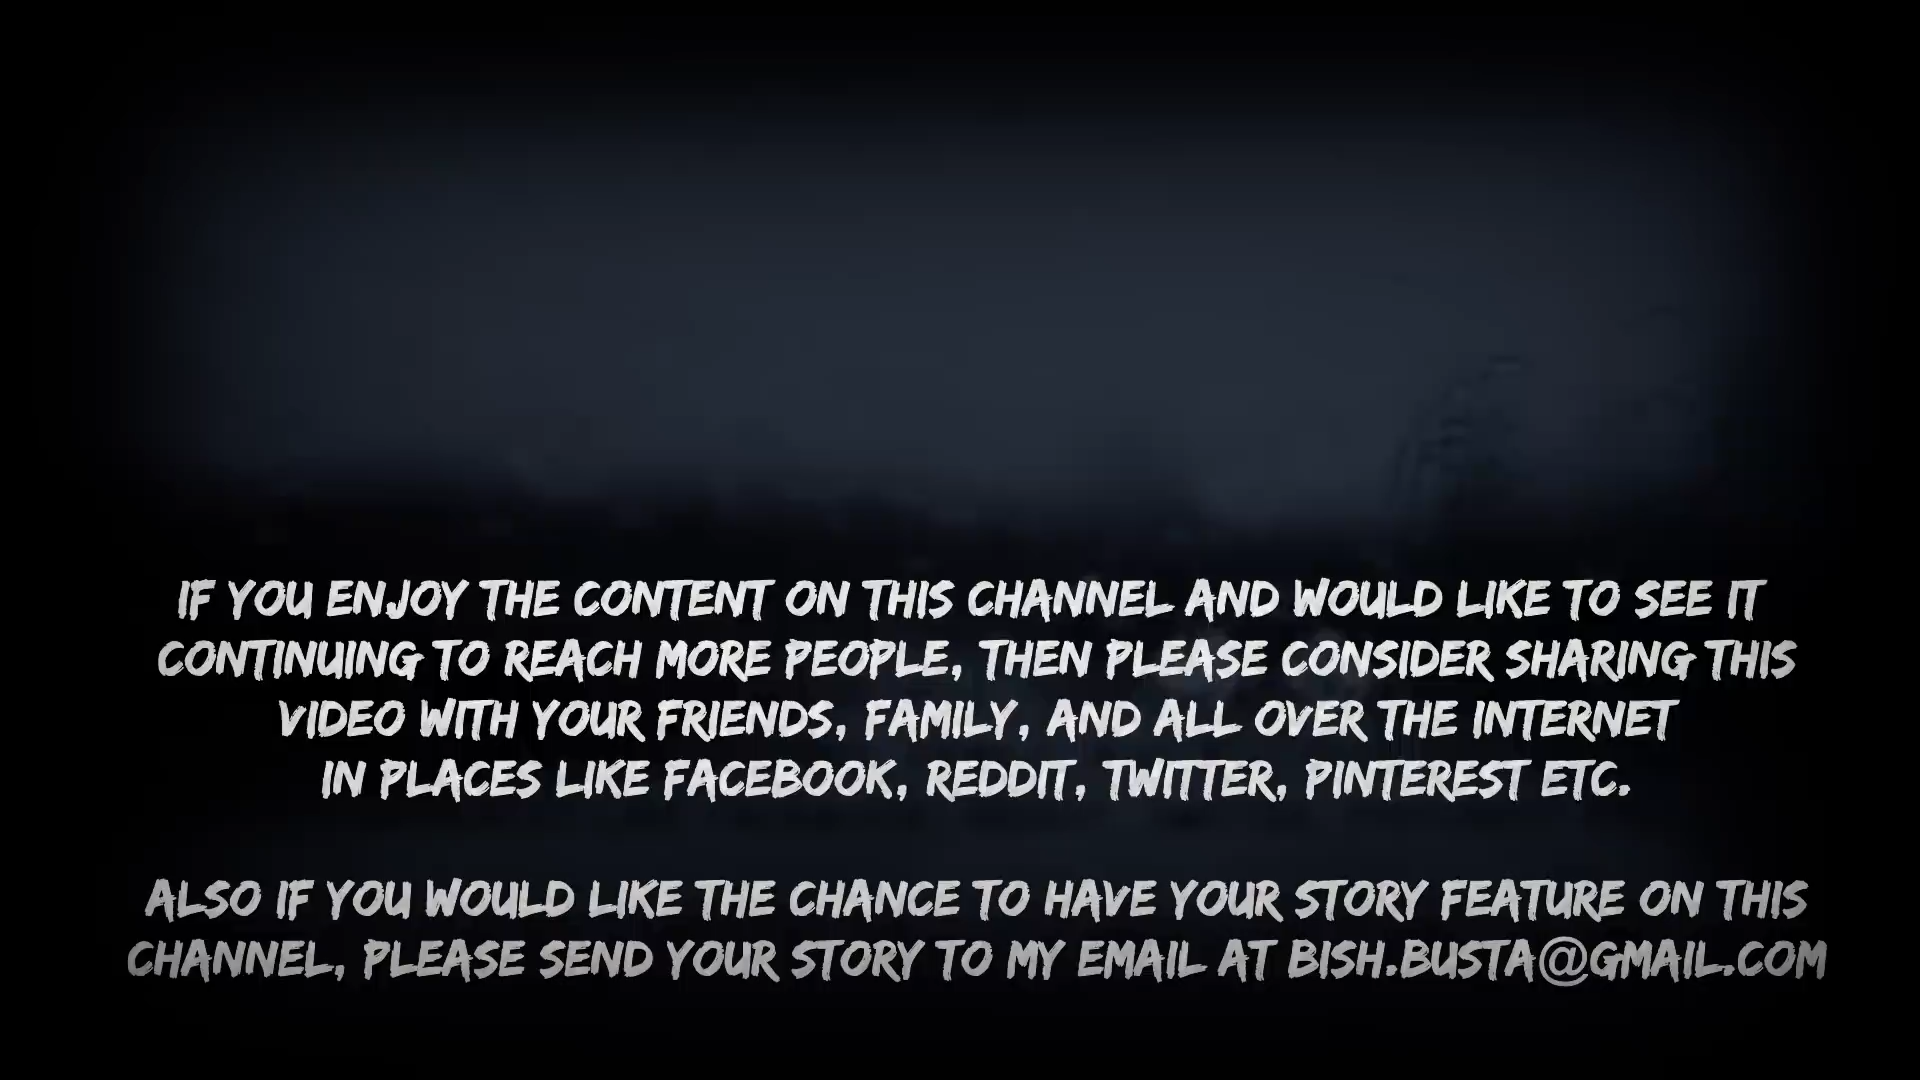 IF YOU ENJOY THE CONTENT ON THIS CHANNEL AND WOULD LIKE TO SEE IT
CONTINUING TO REACH MORE PEOPLE, THEN PLEASE CONSIDER SHARING THIS
VIDEO WITH YOUR FRIENDS, FAMILY, AND ALL OVER THE INTERNET
IN PLACES LIKE FACEBOOK, REDDIT, TWITTER, PINTEREST ETC.
ALSO IF YOU WOULD LIKE THE CHANCE TO HAVE YOUR STORY FEATURE ON THIS
CHANNEL, PLEASE SEND YOUR STORY TO MY EMAIL AT BISH.BUSTA@GMAIL.COM